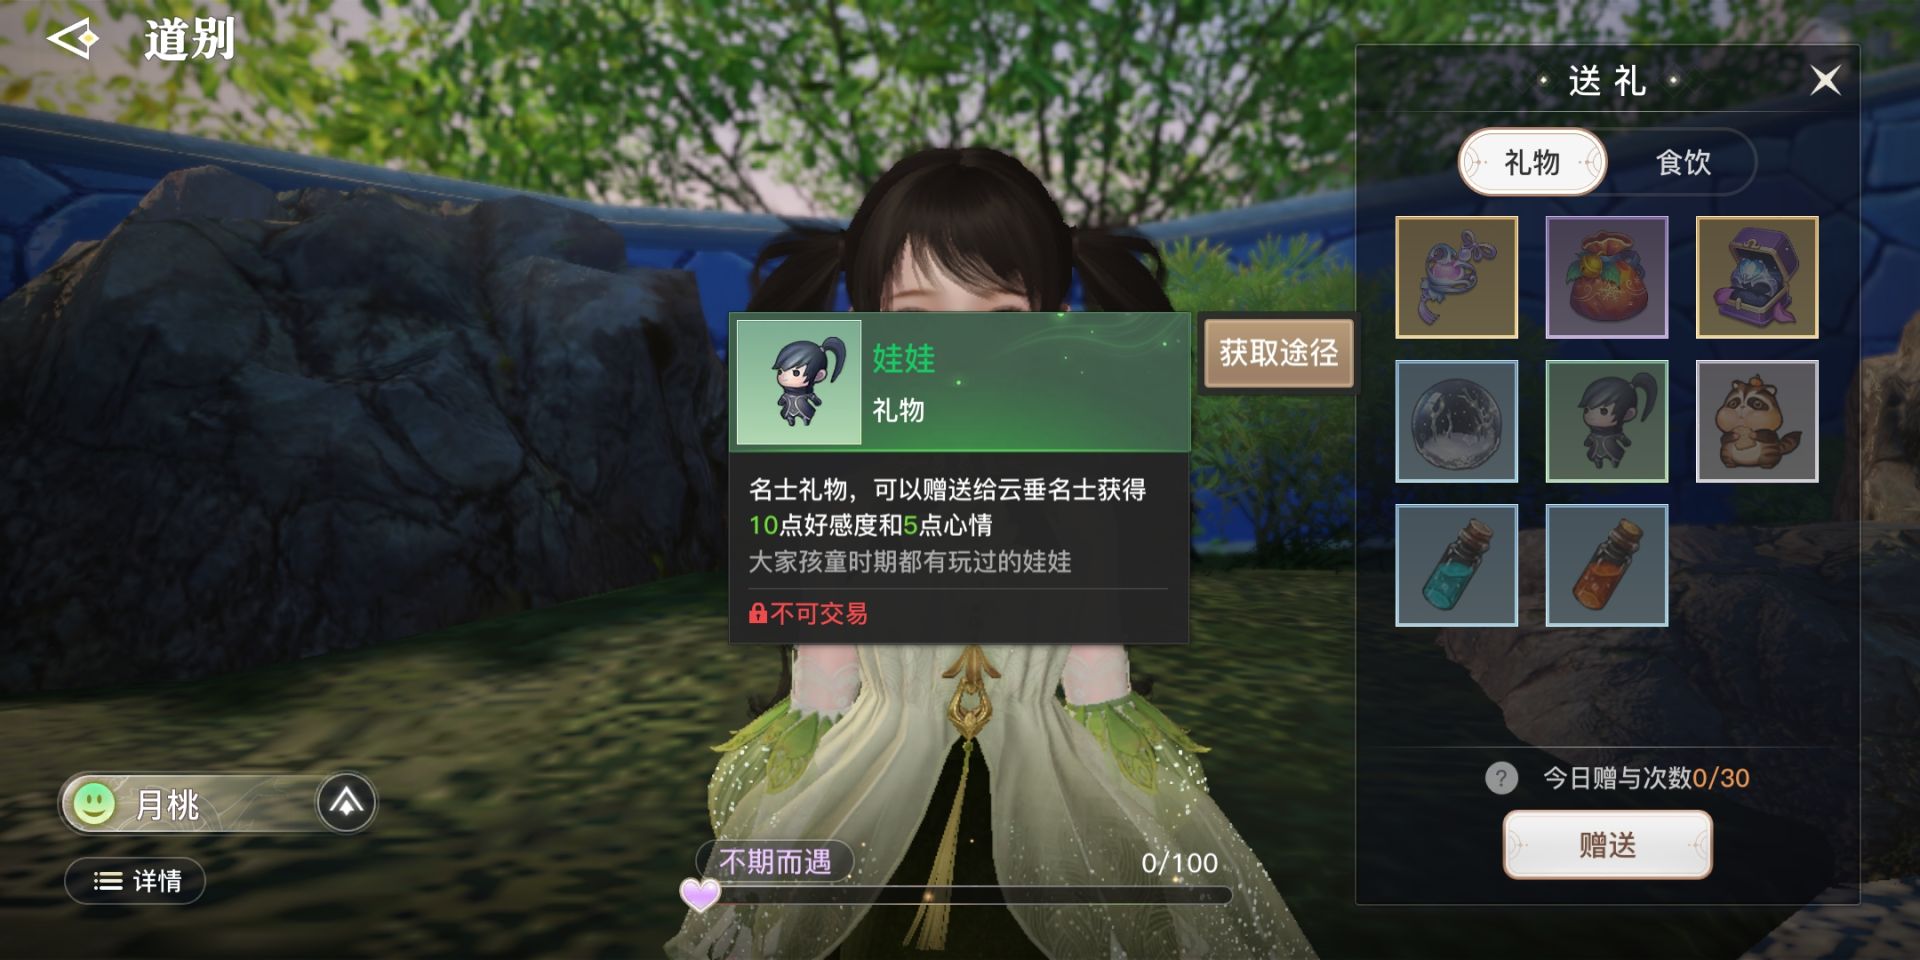 道别
送礼
礼物
食饮
娃娃
礼物
获取途径
名士礼物，可以赠送给云垂名士获得
10点好感度和5点心情
大家孩童时期都有玩过的娃娃
不可交易
月桃
详情
不期而遇
0/100
? 今日赠与次数0/30
赠送